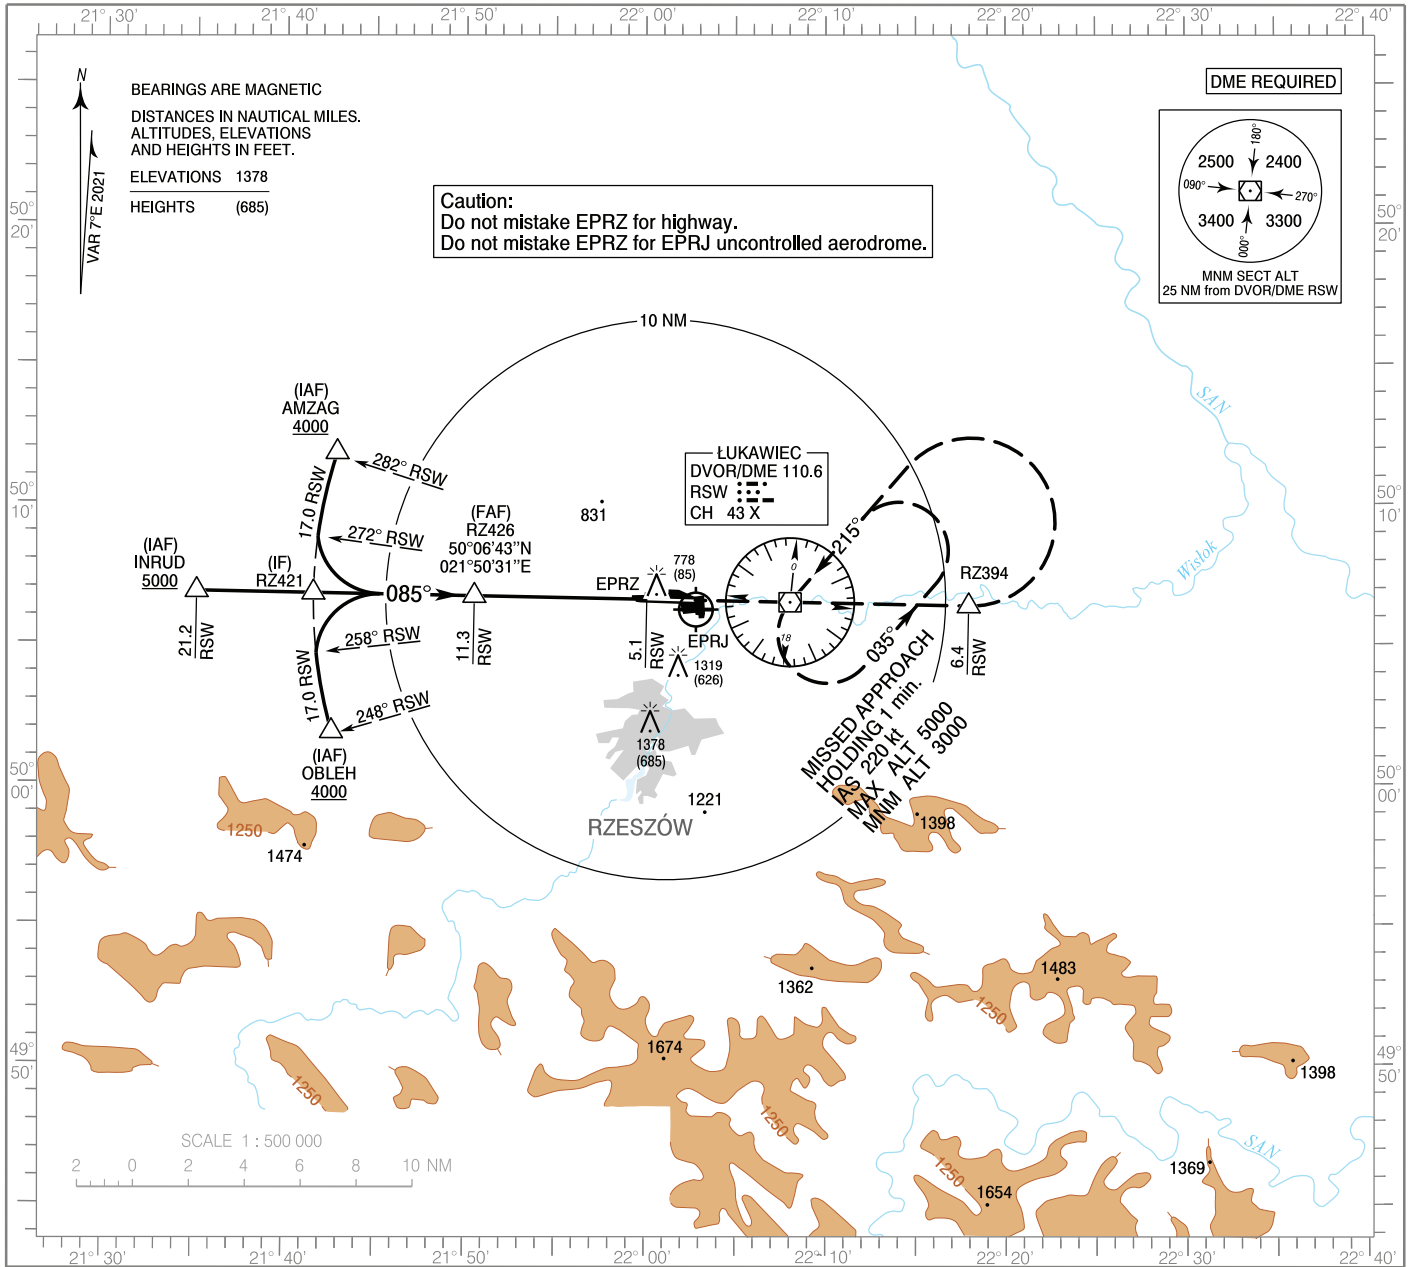 21° 30'
21° 40'
21° 50'
22° 00'
22° 10'
22° 20'
22° 30'
22° 40'
N
VAR 7°E 2021
BEARINGS ARE MAGNETIC
DISTANCES IN NAUTICAL MILES.
ALTITUDES, ELEVATIONS
AND HEIGHTS IN FEET.
ELEVATIONS 1378
HEIGHTS (685)
Caution:
Do not mistake EPRZ for highway.
Do not mistake EPRZ for EPRJ uncontrolled aerodrome.
DME REQUIRED
180°
2500 2400
090° 270°
3400 3300
000°
MNM SECT ALT
25 NM from DVOR/DME RSW
50°
20'
50°
20'
10 NM
SAN
(IAF)
AMZAG
4000
282° RSW
17.0 RSW
272° RSW
50°
10'
50°
10'
ŁUKAWIEC
DVOR/DME 110.6
RSW
CH 43 X
831
(FAF)
RZ426
50°06'43"N
021°50'31"E
(IAF)
INRUD
5000
(IF)
RZ421
085°
21.2
RSW
11.3
RSW
EPRZ
778
(85)
5.1
RSW
EPRJ
0
18
215°
035°
Wisłok
RZ394
6.4
RSW
258° RSW
17.0 RSW
248° RSW
(IAF)
OBLEH
4000
1319
(626)
1378
(685)
MISSED APPROACH
HOLDING 1 min.
IAS 220 kt
MAX ALT 5000
MNM ALT 3000
50°
00'
50°
00'
1221
RZESZÓW
1250
1474
1398
1362
1483
1250
1674
49°
50'
49°
50'
1250
1250
1398
SCALE 1 : 500 000
2 0 2 4 6 8 10 NM
1250
1654
1369
SAN
21° 30'
21° 40'
21° 50'
22° 00'
22° 10'
22° 20'
22° 30'
22° 40'